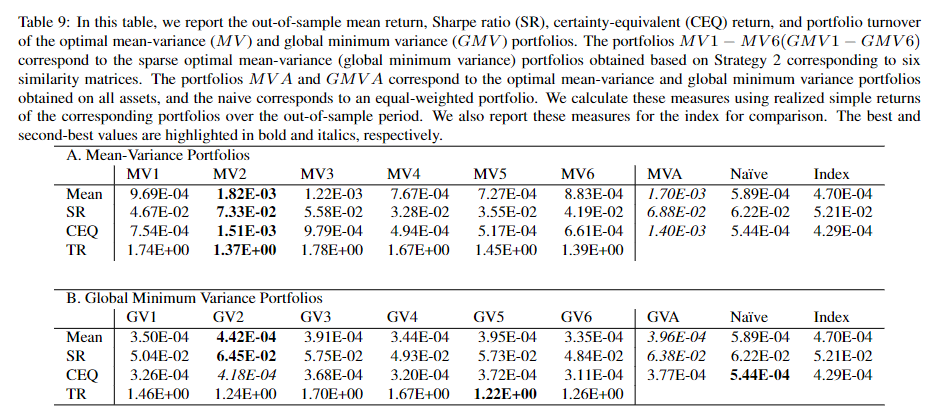 Table 9: In this table, we report the out-of-sample mean return, Sharpe ratio (SR), certainty-equivalent (CEQ) return, and portfolio turnover
of the optimal mean-variance (MV) and global minimum variance (GMV) portfolios. The portfolios MV1 − MV6(GMV1 − GMV6)
correspond to the sparse optimal mean-variance (global minimum variance) portfolios obtained based on Strategy 2 corresponding to six
similarity matrices. The portfolios MVA and GMVA correspond to the optimal mean-variance and global minimum variance portfolios
obtained on all assets, and the naive corresponds to an equal-weighted portfolio. We calculate these measures using realized simple returns
of the corresponding portfolios over the out-of-sample period. We also report these measures for the index for comparison. The best and
second-best values are highlighted in bold and italics, respectively.
A. Mean-Variance Portfolios
MV1 MV2 MV3 MV4 MV5 MV6 MVA Naïve Index
Mean 9.69E-04 1.82E-03 1.22E-03 7.67E-04 7.27E-04 8.83E-04 1.70E-03 5.89E-04 4.70E-04
SR 4.67E-02 7.33E-02 5.58E-02 3.28E-02 3.55E-02 4.19E-02 6.88E-02 6.22E-02 5.21E-02
CEQ 7.54E-04 1.51E-03 9.79E-04 4.94E-04 5.17E-04 6.61E-04 1.40E-03 5.44E-04 4.29E-04
TR 1.74E+00 1.37E+00 1.78E+00 1.67E+00 1.45E+00 1.39E+00
B. Global Minimum Variance Portfolios
GV1 GV2 GV3 GV4 GV5 GV6 GVA Naïve Index
Mean 3.50E-04 4.42E-04 3.91E-04 3.44E-04 3.95E-04 3.35E-04 3.96E-04 5.89E-04 4.70E-04
SR 5.04E-02 6.45E-02 5.75E-02 4.93E-02 5.73E-02 4.84E-02 6.38E-02 6.22E-02 5.21E-02
CEQ 3.26E-04 4.18E-04 3.68E-04 3.20E-04 3.72E-04 3.11E-04 3.77E-04 5.44E-04 4.29E-04
TR 1.46E+00 1.24E+00 1.70E+00 1.67E+00 1.22E+00 1.26E+00